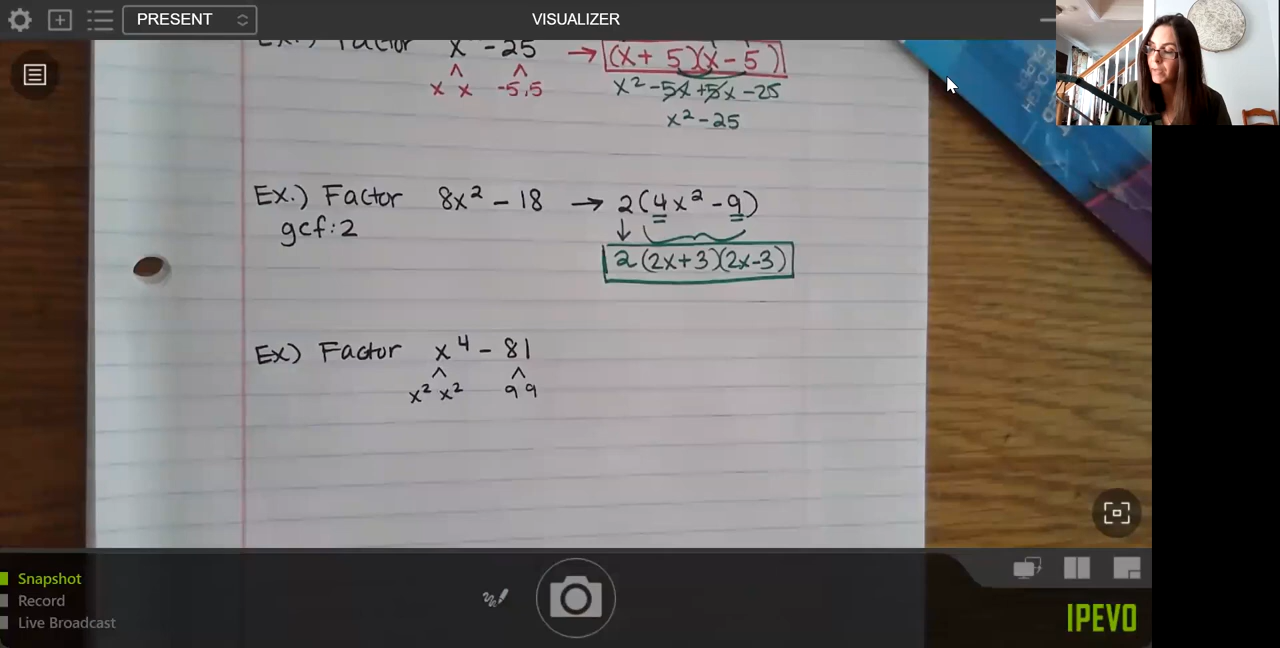 PRESENT
VISUALIZER
Ex.) Factor x - 25 → (x + 5)(x - 5)
x x -5,5
x² - 5x + 5x - 25
x² - 25
Ex.) Factor 8x² - 18 → 2(4x² - 9)
gcf: 2
↓
2(2x+3)(2x-3)
Ex) Factor x⁴ - 81
x² x² 9 9
Snapshot
Record
Live Broadcast
IPEVO